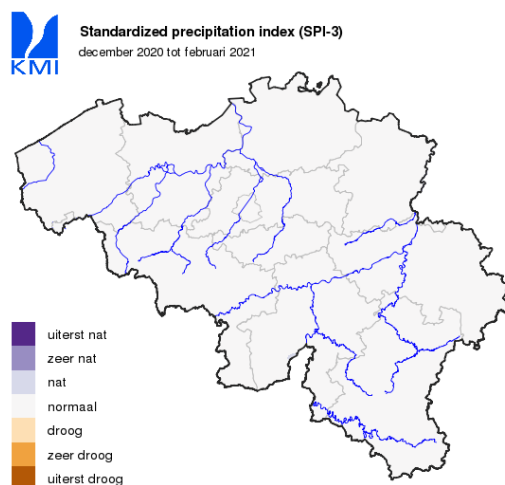 Standardized precipitation index (SPI-3)
december 2020 tot februari 2021
KMI
uiterst nat
zeer nat
nat
normaal
droog
zeer droog
uiterst droog